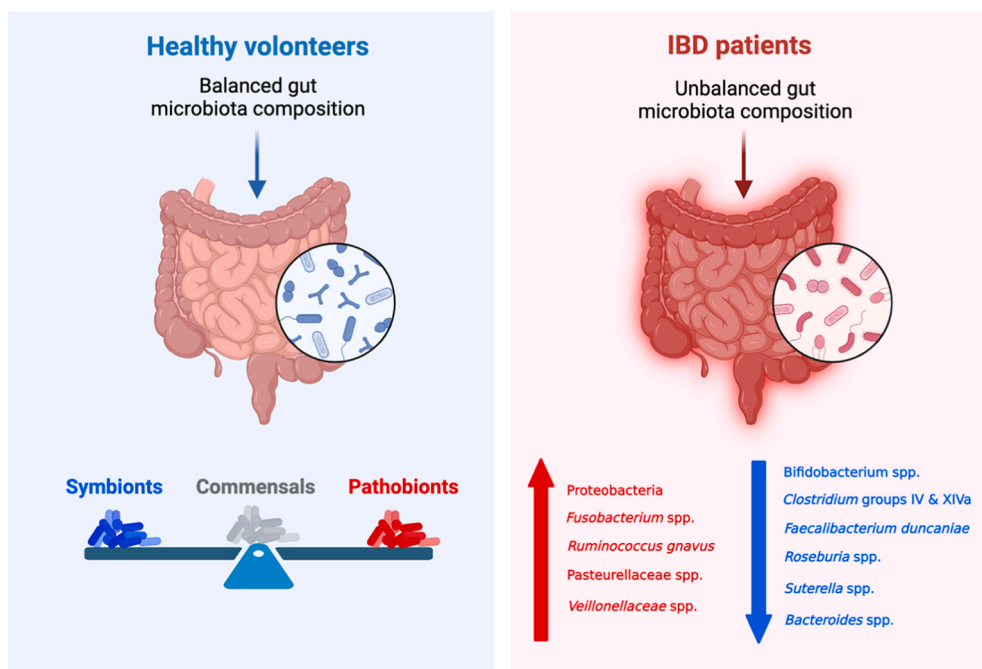 Healthy volonteers
Balanced gut
microbiota composition
Symbionts
Commensals
Pathobionts
IBD patients
Unbalanced gut
microbiota composition
Proteobacteria
Fusobacterium spp.
Ruminococcus gnavus
Pasteurellaceae spp.
Veillonellaceae spp.
Bifidobacterium spp.
Clostridium groups IV & XIVa
Faecalibacterium duncaniae
Roseburia spp.
Suterella spp.
Bacteroides spp.